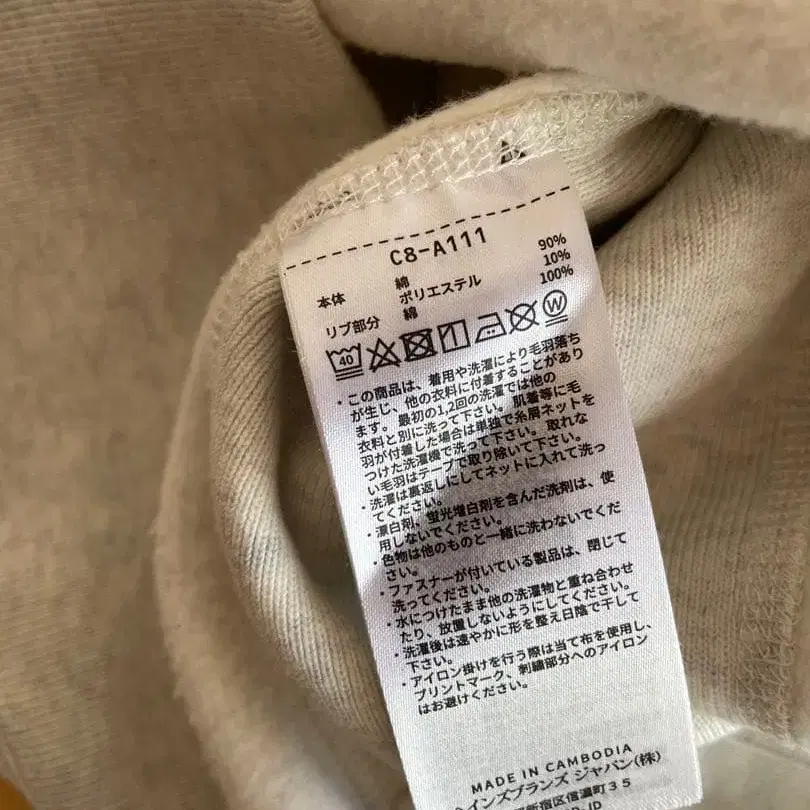 C8-A111
本体 綿 90%
ポリエステル 10%
リブ部分 綿 100%
40 W
・この商品は、着用や洗濯により毛羽落ち
が生じ、他の衣料に付着することがあり
ます。最初の1,2回の洗濯では他の
衣料と別に洗って下さい。肌着等に毛
羽が付着した場合は単独で糸屑ネットを
つけた洗濯機で洗って下さい。取れな
い毛羽はテープで取り除いて下さい。
・洗濯は裏返しにしてネットに入れて洗っ
てください。
・漂白剤、蛍光増白剤を含んだ洗剤は、使
用しないでください。
・色物は他のものと一緒に洗わないでくだ
さい。
・ファスナーが付いている製品は、閉じて
洗ってください。
・水につけたまま他の洗濯物と重ね合わせ
たり、放置しないようにしてください。
・洗濯後は速やかに形を整え日陰で干して
下さい。
・アイロン掛けを行う際は当て布を使用し、
プリントマーク、刺繍部分へのアイロン
はお避けください。
MADE IN CAMBODIA
ヘインズブランズ ジャパン(株)
新宿区信濃町35